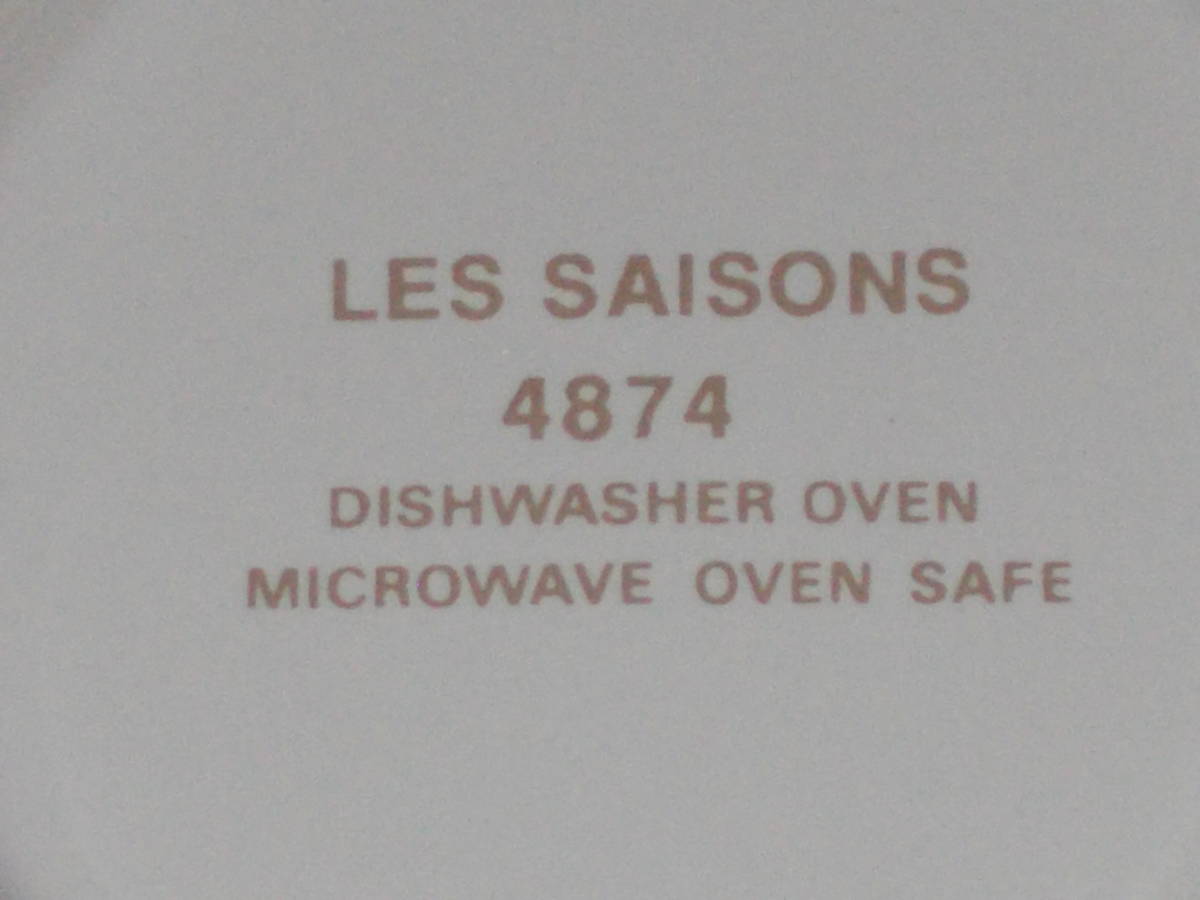 LES SAISONS
4874
DISHWASHER OVEN
MICROWAVE OVEN SAFE